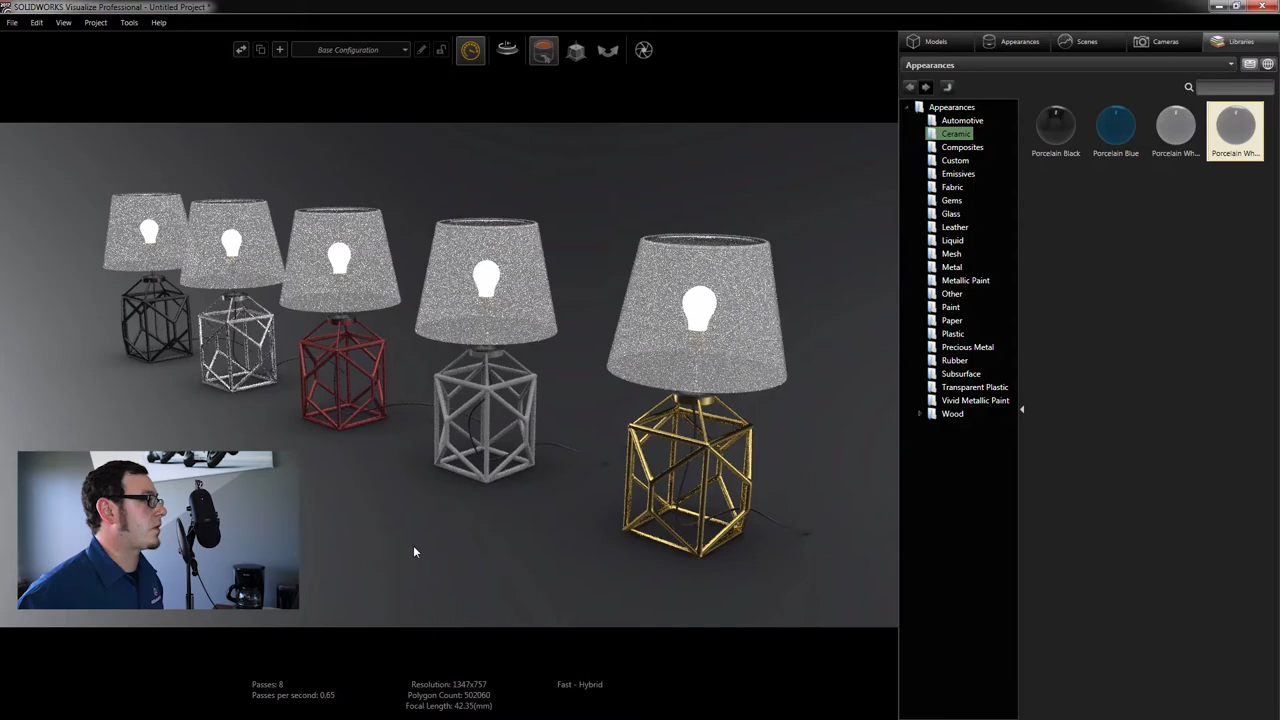 SOLIDWORKS Visualize Professional - Untitled Project *
File Edit View Project Tools Help
Base Configuration
Models Appearances Scenes Cameras Libraries
Appearances
Appearances
Automotive
Ceramic
Composites
Custom
Emissives
Fabric
Gems
Glass
Leather
Liquid
Mesh
Metal
Metallic Paint
Other
Paint
Paper
Plastic
Precious Metal
Rubber
Subsurface
Transparent Plastic
Vivid Metallic Paint
Wood
Porcelain Black Porcelain Blue Porcelain Wh... Porcelain Wh...
Passes: 8
Passes per second: 0.65
Resolution: 1347x757
Polygon Count: 502060
Focal Length: 42.35(mm)
Fast - Hybrid